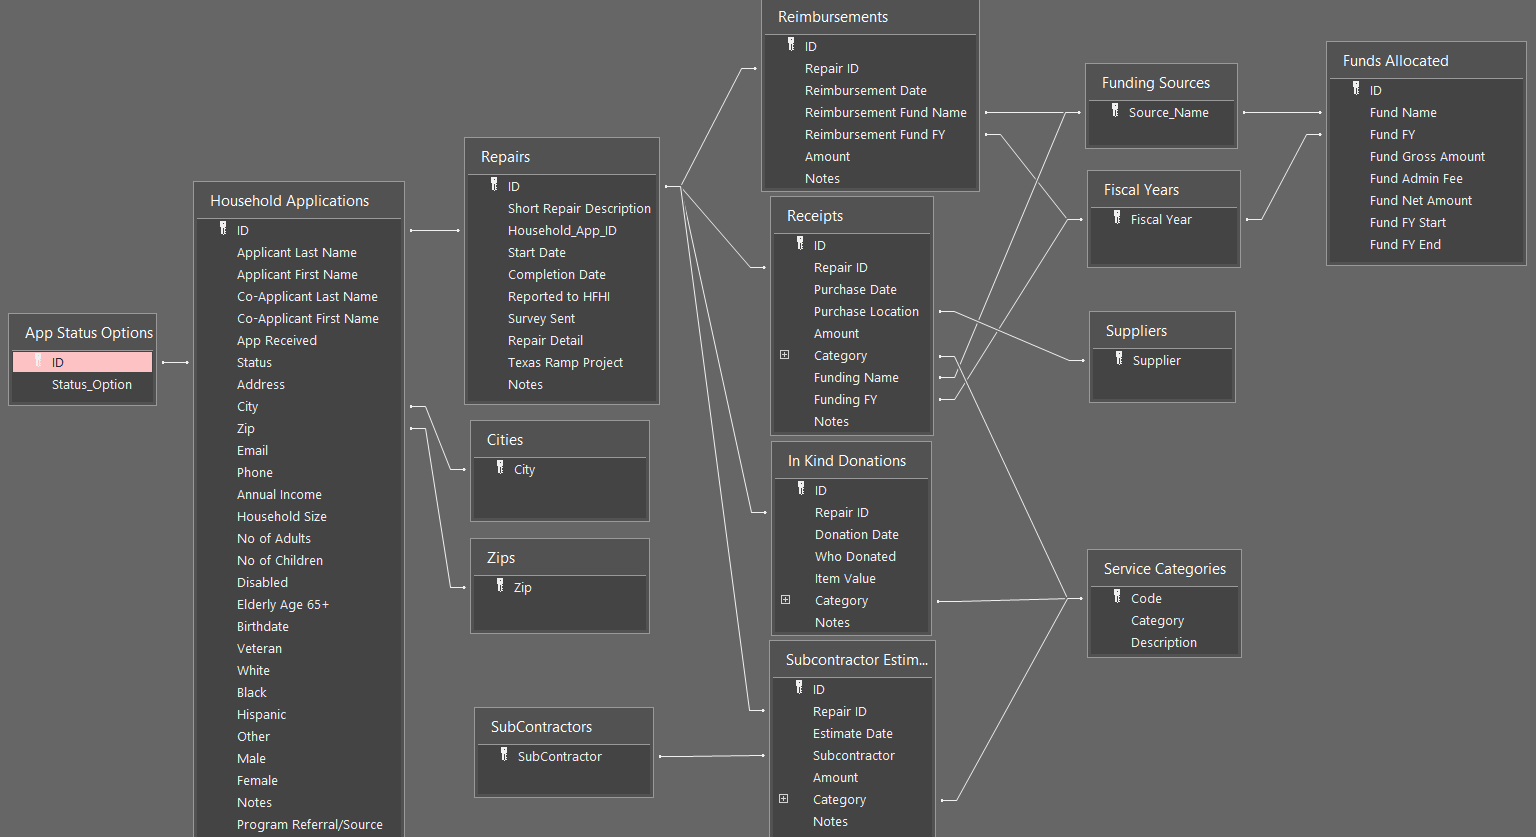 App Status Options
ID
Status_Option
Household Applications
ID
Applicant Last Name
Applicant First Name
Co-Applicant Last Name
Co-Applicant First Name
App Received
Status
Address
City
Zip
Email
Phone
Annual Income
Household Size
No of Adults
No of Children
Disabled
Elderly Age 65+
Birthdate
Veteran
White
Black
Hispanic
Other
Male
Female
Notes
Program Referral/Source
Repairs
ID
Short Repair Description
Household_App_ID
Start Date
Completion Date
Reported to HFHI
Survey Sent
Repair Detail
Texas Ramp Project
Notes
Cities
City
Zips
Zip
SubContractors
SubContractor
Reimbursements
ID
Repair ID
Reimbursement Date
Reimbursement Fund Name
Reimbursement Fund FY
Amount
Notes
Receipts
ID
Repair ID
Purchase Date
Purchase Location
Amount
Category
Funding Name
Funding FY
Notes
In Kind Donations
ID
Repair ID
Donation Date
Who Donated
Item Value
Category
Notes
Subcontractor Estim...
ID
Repair ID
Estimate Date
Subcontractor
Amount
Category
Notes
Funding Sources
Source_Name
Fiscal Years
Fiscal Year
Suppliers
Supplier
Service Categories
Code
Category
Description
Funds Allocated
ID
Fund Name
Fund FY
Fund Gross Amount
Fund Admin Fee
Fund Net Amount
Fund FY Start
Fund FY End